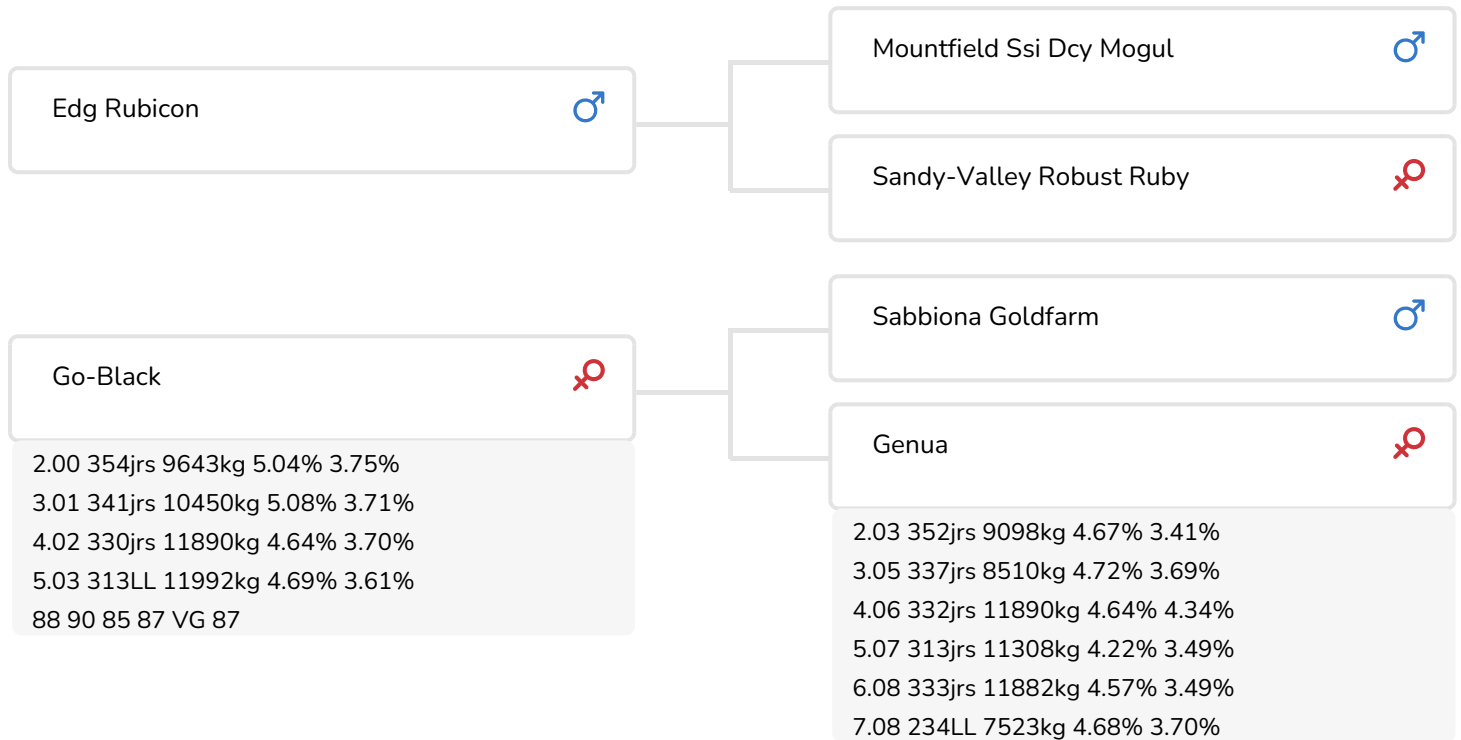 Edg Rubicon
Mountfield Ssi Dcy Mogul
Sandy-Valley Robust Ruby
Go-Black
2.00 354jrs 9643kg 5.04% 3.75%
3.01 341jrs 10450kg 5.08% 3.71%
4.02 330jrs 11890kg 4.64% 3.70%
5.03 313LL 11992kg 4.69% 3.61%
88 90 85 87 VG 87
Sabbiona Goldfarm
Genua
2.03 352jrs 9098kg 4.67% 3.41%
3.05 337jrs 8510kg 4.72% 3.69%
4.06 332jrs 11890kg 4.64% 4.34%
5.07 313jrs 11308kg 4.22% 3.49%
6.08 333jrs 11882kg 4.57% 3.49%
7.08 234LL 7523kg 4.68% 3.70%